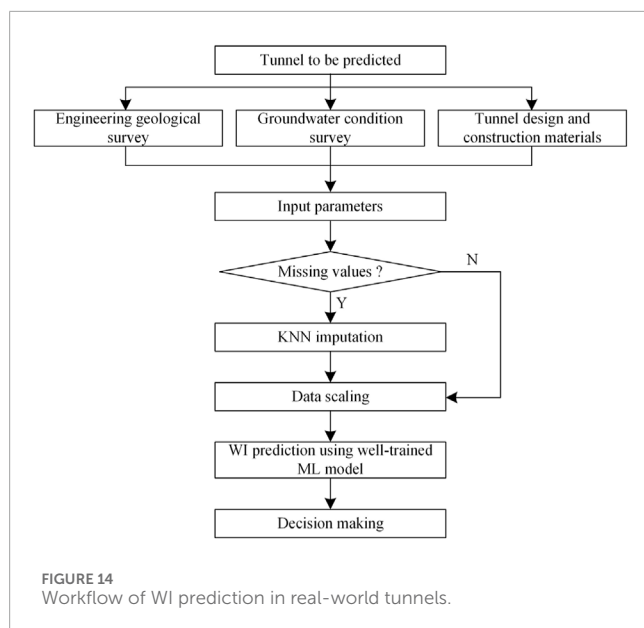 Tunnel to be predicted
Engineering geological
survey
Groundwater condition
survey
Tunnel design and
construction materials
Input parameters
Missing values ?
N
Y
KNN imputation
Data scaling
WI prediction using well-trained
ML model
Decision making
FIGURE 14
Workflow of WI prediction in real-world tunnels.